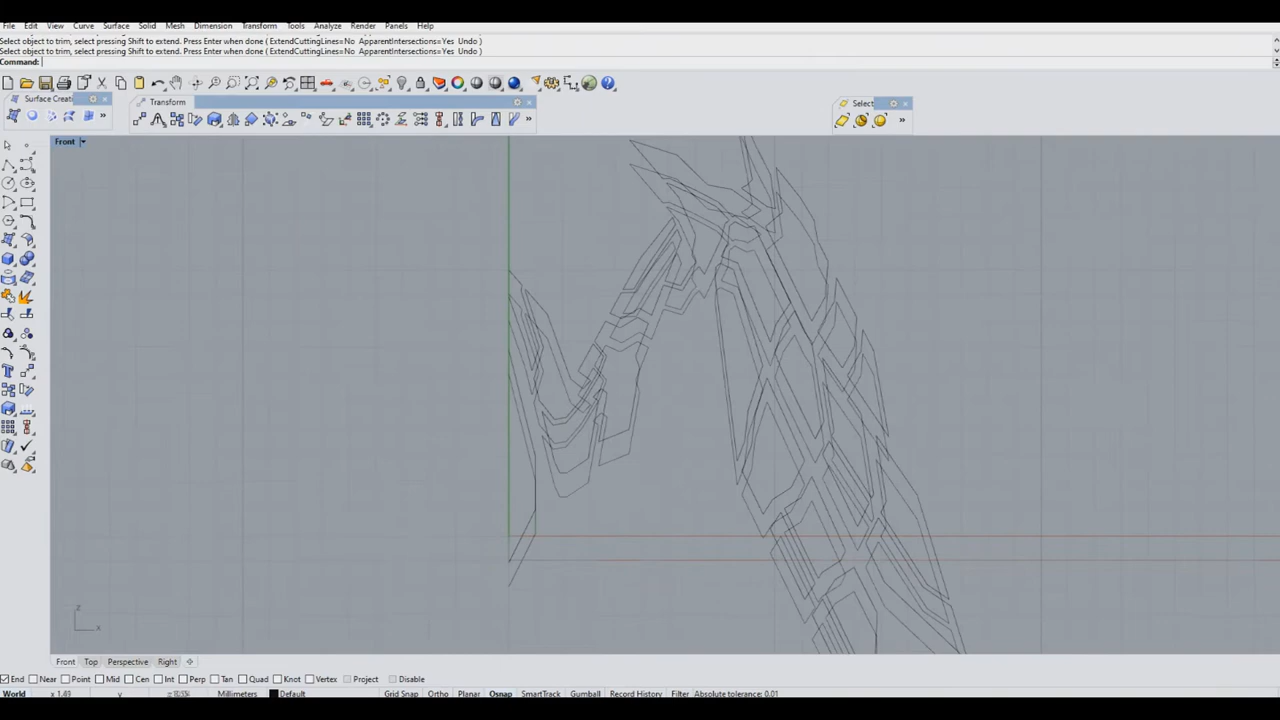 File Edit View Curve Surface Solid Mesh Dimension Transform Tools Analyze Render Panels Help
Select object to trim, select pressing Shift to extend. Press Enter when done ( ExtendCuttingLines=No ApparentIntersections=Yes Undo )
Select object to trim, select pressing Shift to extend. Press Enter when done ( ExtendCuttingLines=No ApparentIntersections=Yes Undo )
Command:
Surface Creati Transform Select
Front
z
x
Front Top Perspective Right
End Near Point Mid Cen Int Perp Tan Quad Knot Vertex Project Disable
World x 1.49 y Millimeters Default Grid Snap Ortho Planar Osnap SmartTrack Gumball Record History Filter Absolute tolerance: 0.01